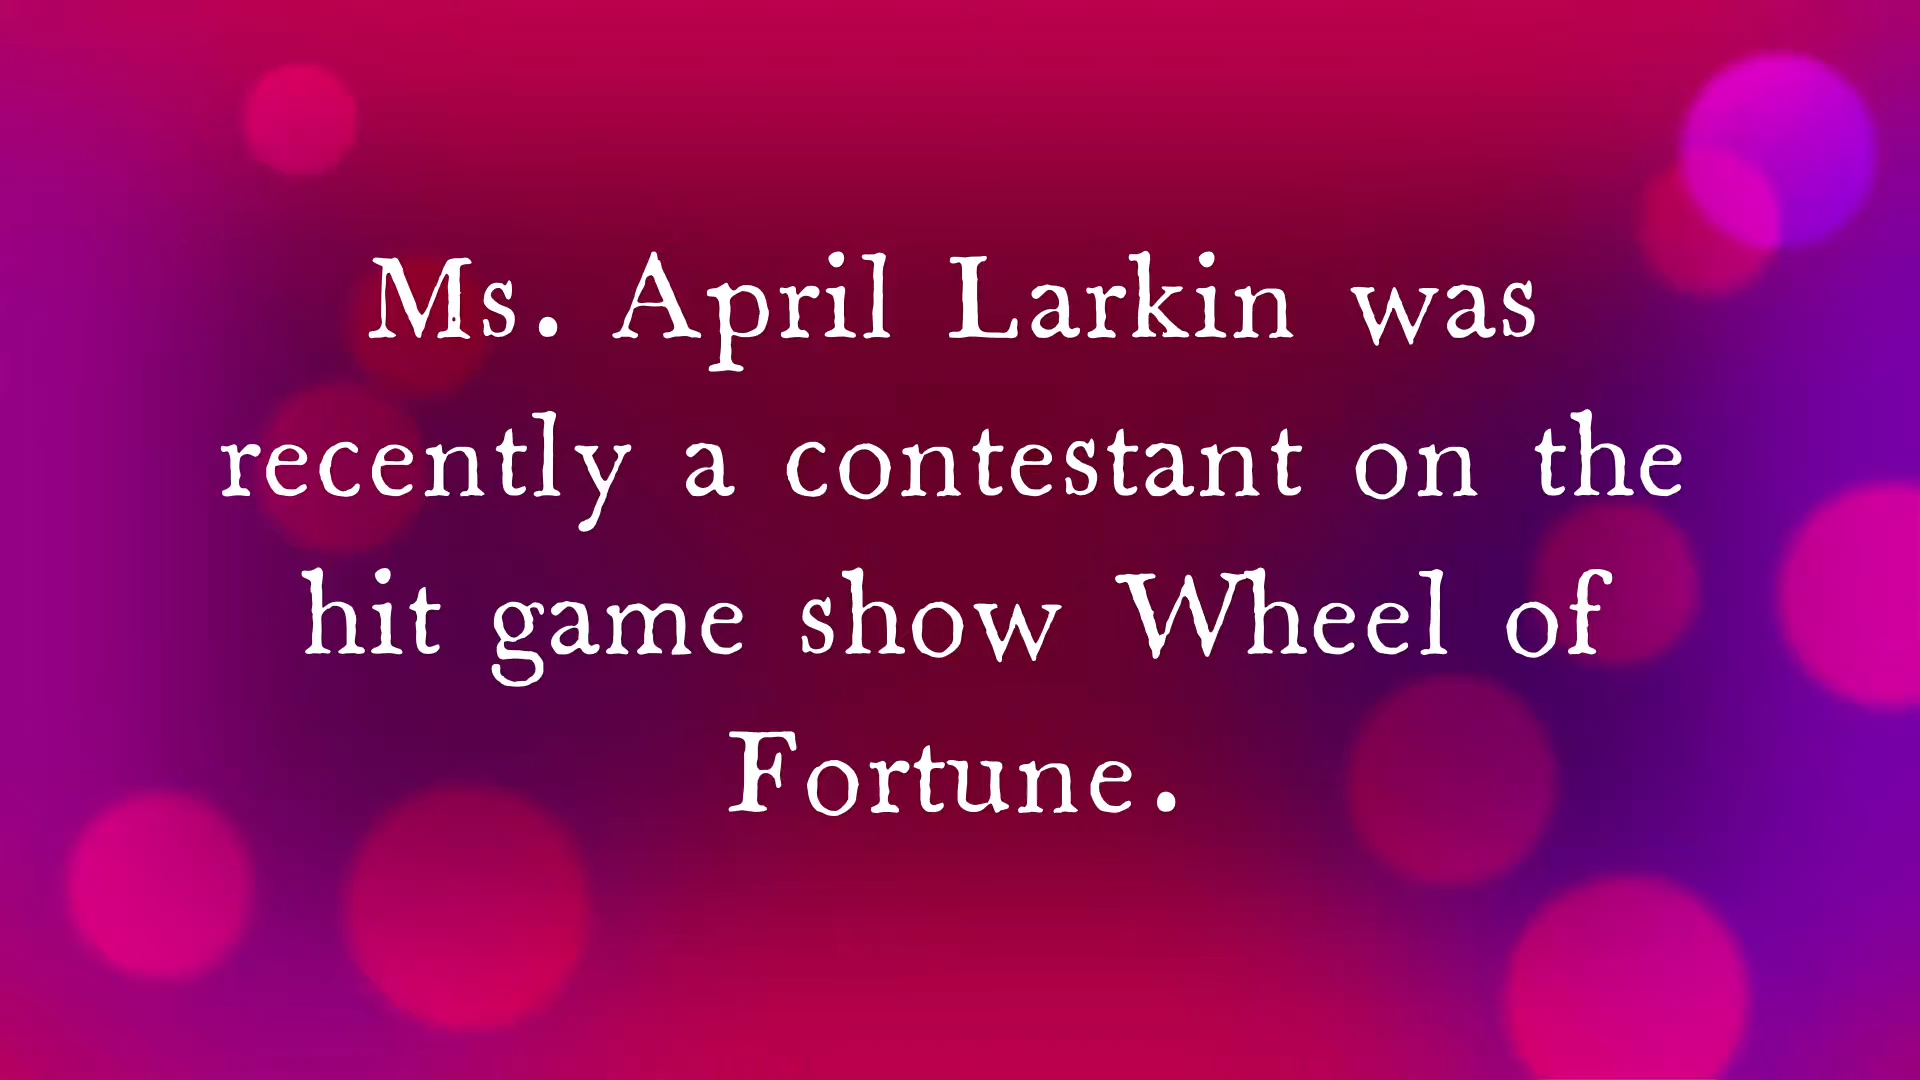 Ms. April Larkin was
recently a contestant on the
hit game show Wheel of
Fortune.